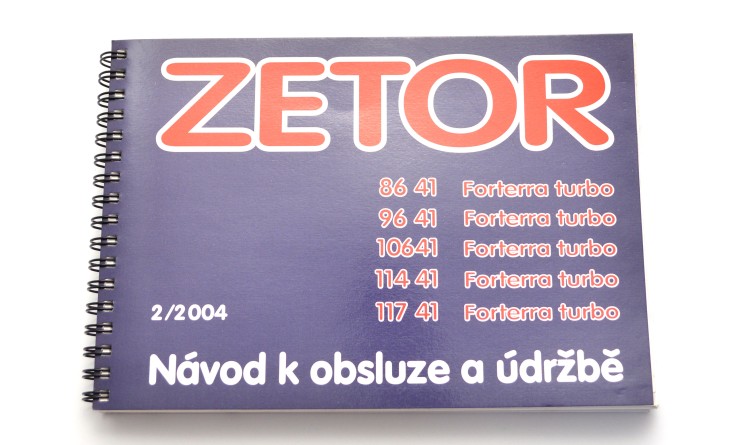 ZETOR
86 41 Forterra turbo
96 41 Forterra turbo
10641 Forterra turbo
114 41 Forterra turbo
117 41 Forterra turbo
2/2004
Návod k obsluze a údržbě